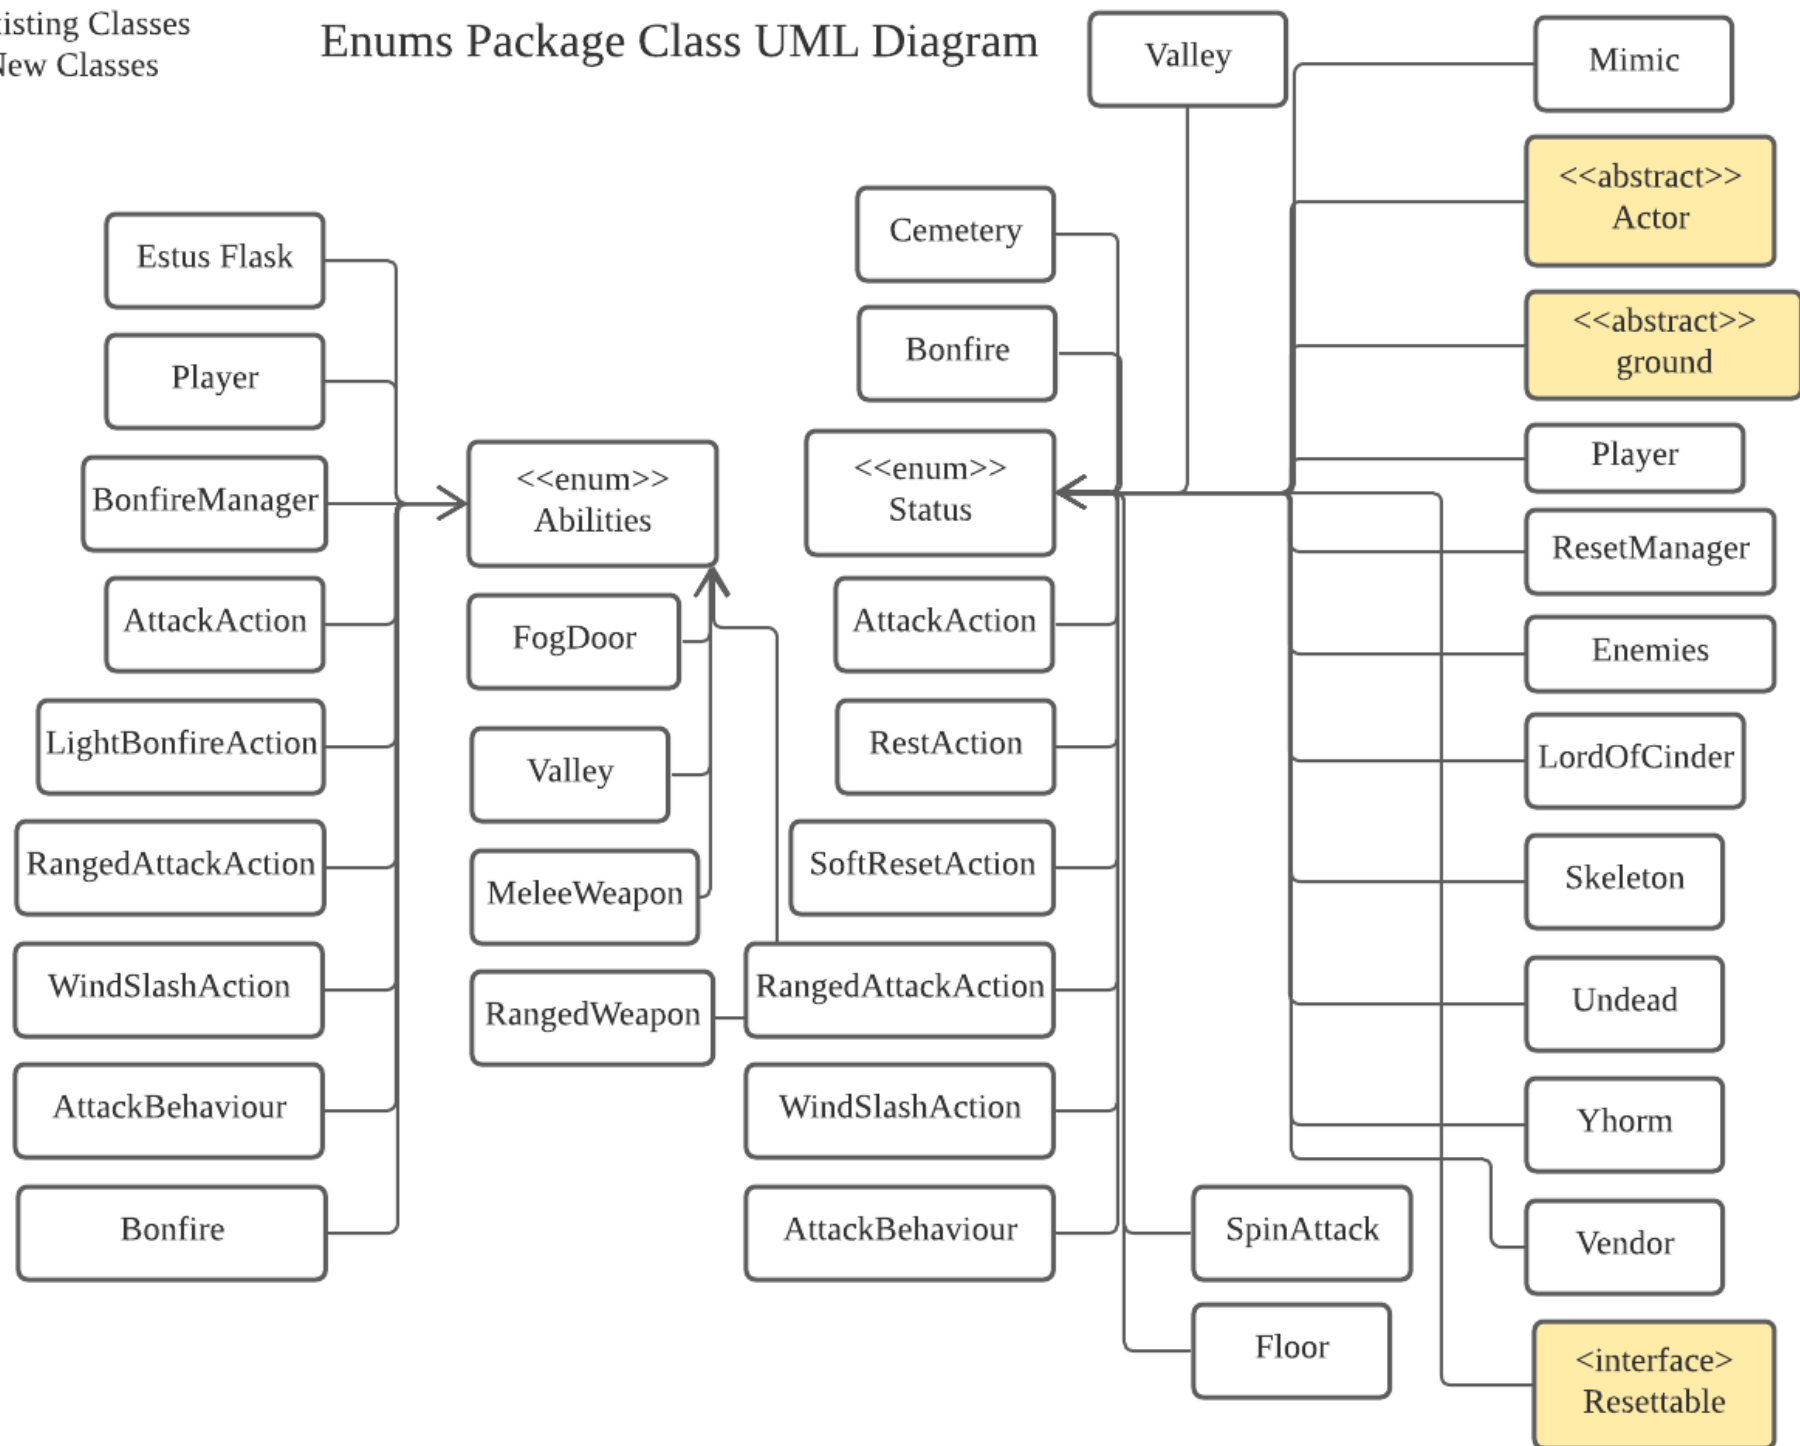 Classes
Classes
Enums Package Class UML Diagram
Valley
Mimic
<<abstract>>
Actor
Cemetery
Estus Flask
<<abstract>>
ground
Bonfire
Player
Player
<<enum>>
Abilities
<<enum>>
Status
BonfireManager
ResetManager
AttackAction
FogDoor
AttackAction
Enemies
LightBonfireAction
Valley
RestAction
LordOfCinder
RangedAttackAction
MeleeWeapon
SoftResetAction
Skeleton
WindSlashAction
RangedWeapon
RangedAttackAction
Undead
AttackBehaviour
WindSlashAction
Yhorm
Bonfire
AttackBehaviour
SpinAttack
Vendor
Floor
<interface>
Resettable